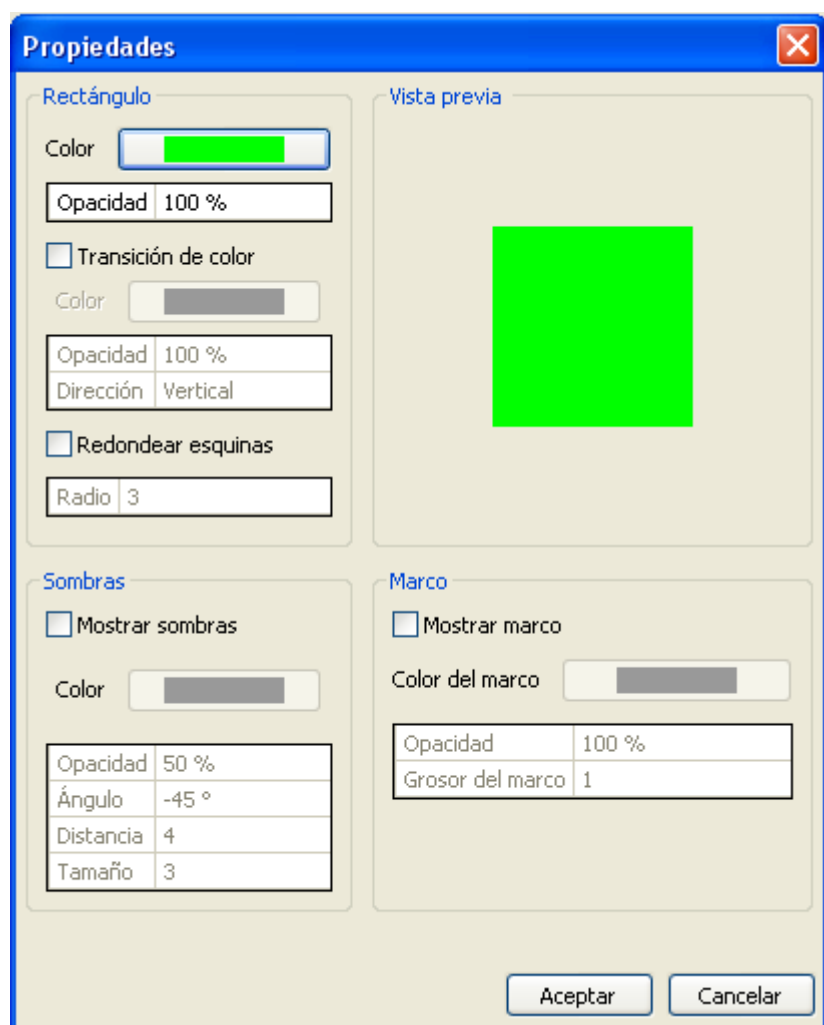 Propiedades
Rectángulo
Color
Opacidad 100 %
Transición de color
Color
Opacidad 100 %
Dirección Vertical
Redondear esquinas
Radio 3
Vista previa
Sombras
Mostrar sombras
Color
Opacidad 50 %
Ángulo -45 º
Distancia 4
Tamaño 3
Marco
Mostrar marco
Color del marco
Opacidad 100 %
Grosor del marco 1
Aceptar Cancelar